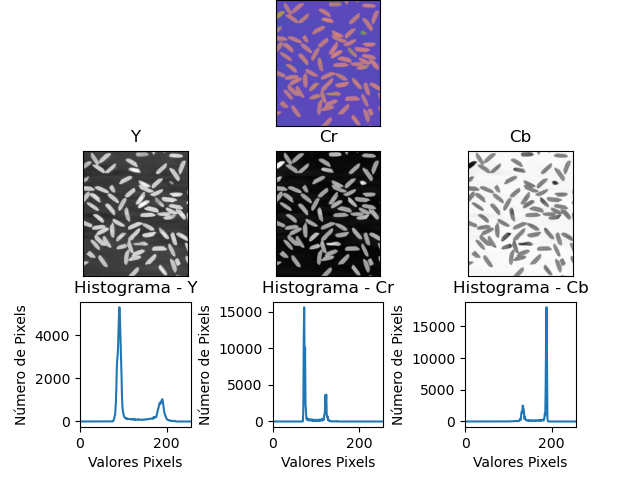 Y Cr Cb
Histograma - Y Histograma - Cr Histograma - Cb
Número de Pixels
4000
2000
0
0 200
Valores Pixels
Número de Pixels
15000
10000
5000
0
0 200
Valores Pixels
Número de Pixels
15000
10000
5000
0
0 200
Valores Pixels